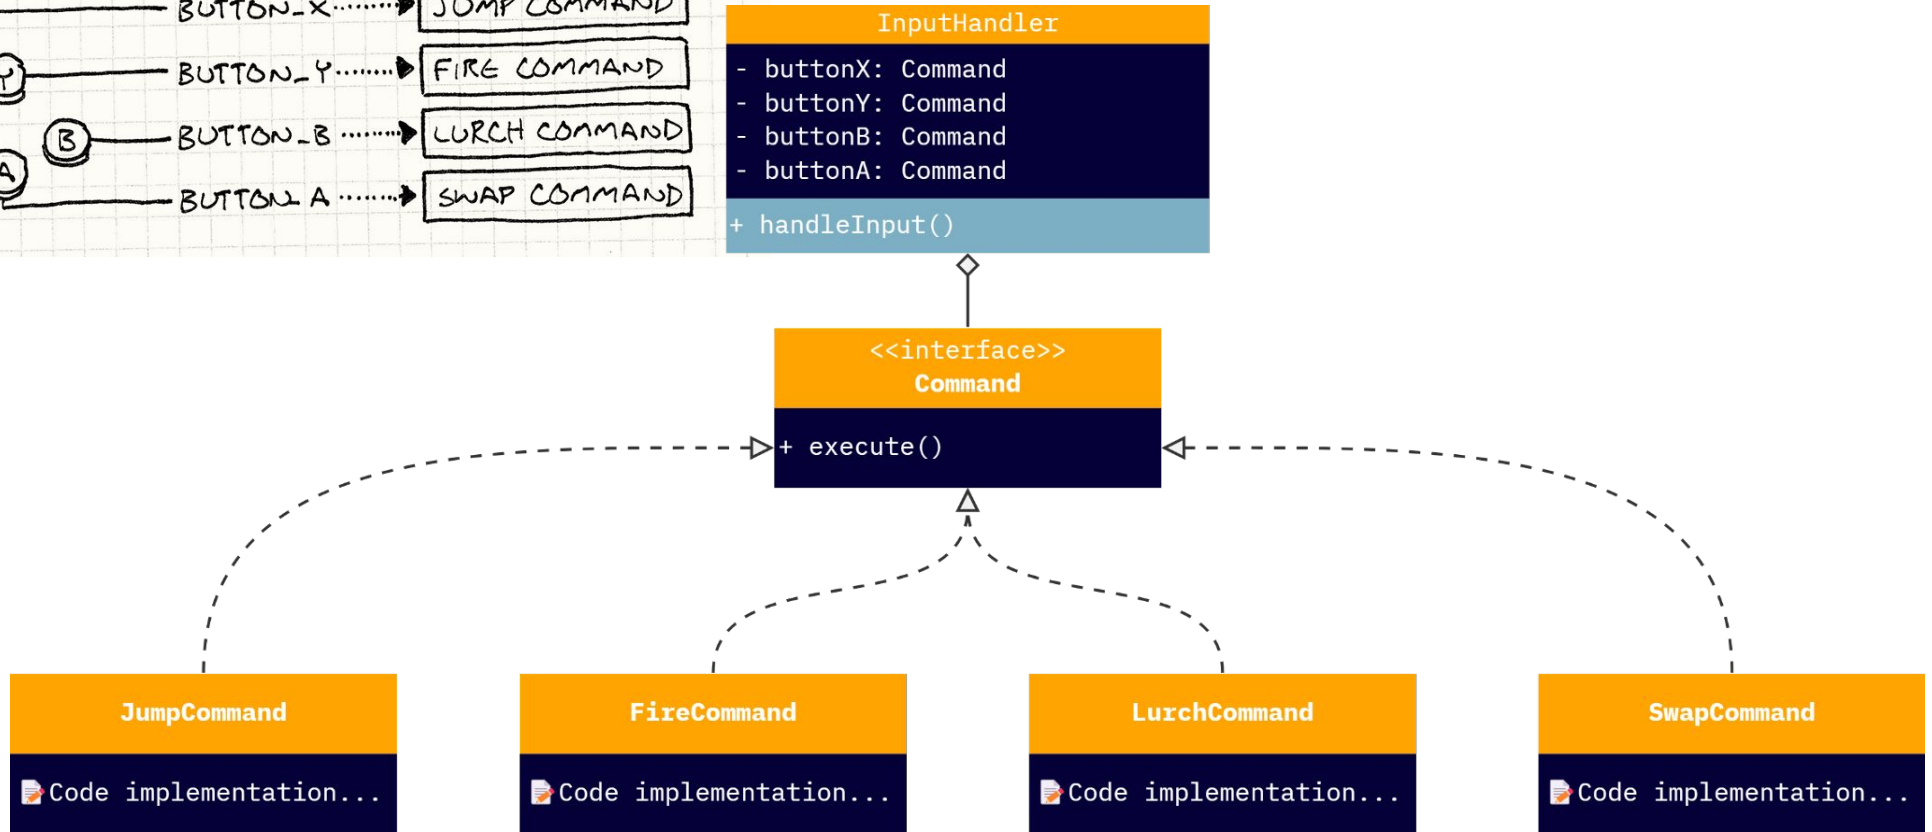 BUTTON_X
JUMP COMMAND
Y
BUTTON_Y
FIRE COMMAND
B
BUTTON_B
LURCH COMMAND
A
BUTTON_A
SWAP COMMAND
InputHandler
- buttonX: Command
- buttonY: Command
- buttonB: Command
- buttonA: Command
+ handleInput()
<<interface>>
Command
+ execute()
JumpCommand
Code implementation...
FireCommand
Code implementation...
LurchCommand
Code implementation...
SwapCommand
Code implementation...